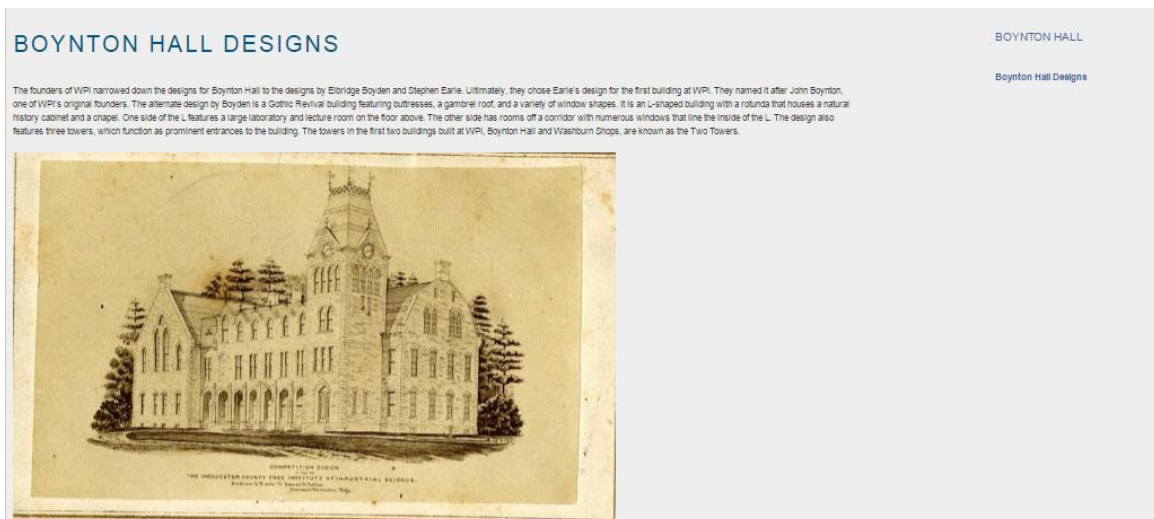 BOYNTON HALL DESIGNS
The founders of WPI narrowed down the designs for Boynton Hall to the designs by Elbridge Boyden and Stephen Earle. Ultimately, they chose Earle's design for the first building at WPI. They named it after John Boynton,
one of WPI's original founders. The alternate design by Boyden is a Gothic Revival building featuring buttresses, a gambrel roof, and a variety of window shapes. It is an L-shaped building with a rotunda that houses a natural
history cabinet and a chapel. One side of the L features a large laboratory and lecture room on the floor above. The other side has rooms off a corridor with numerous windows that line the inside of the L. The design also
features three towers, which function as prominent entrances to the building. The towers in the first two buildings built at WPI, Boynton Hall and Washburn Shops, are known as the Two Towers.
COMPETITION DESIGN
THE WORCESTER COUNTY FREE INSTITUTE OF INDUSTRIAL SCIENCE.
BOYNTON HALL
Boynton Hall Designs